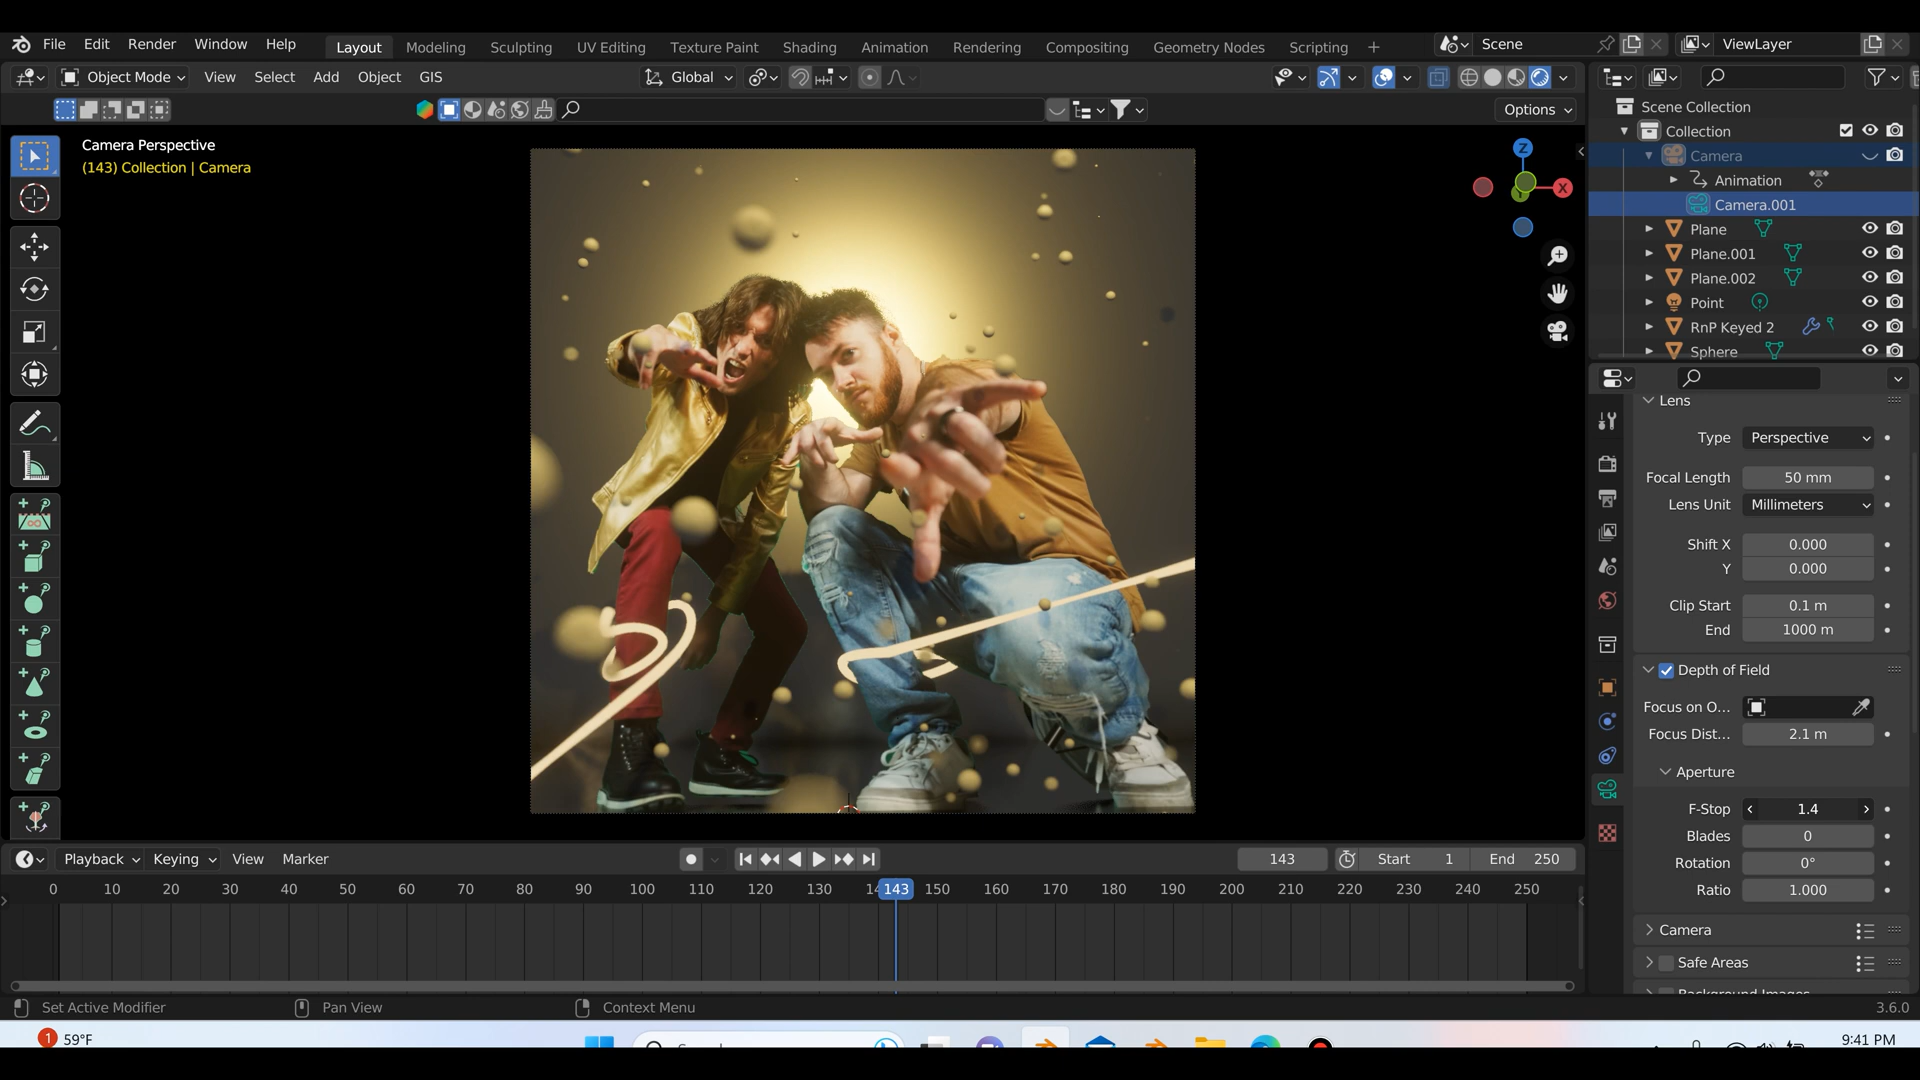 File Edit Render Window Help Layout Modeling Sculpting UV Editing Texture Paint Shading Animation Rendering Compositing Geometry Nodes Scripting + Scene ViewLayer
Object Mode View Select Add Object GIS Global
Options
Camera Perspective
(143) Collection | Camera
Z
X
Scene Collection
Collection
Camera
Animation
Camera.001
Plane
Plane.001
Plane.002
Point
RnP Keyed 2
Sphere
Lens
Type Perspective
Focal Length 50 mm
Lens Unit Millimeters
Shift X 0.000
Y 0.000
Clip Start 0.1 m
End 1000 m
Depth of Field
Focus on O...
Focus Dist... 2.1 m
Aperture
F-Stop 1.4
Blades 0
Rotation 0°
Ratio 1.000
Camera
Safe Areas
Background Images
Playback Keying View Marker 143 Start 1 End 250
0 10 20 30 40 50 60 70 80 90 100 110 120 130 14 143 150 160 170 180 190 200 210 220 230 240 250
Set Active Modifier Pan View Context Menu 3.6.0
1 59°F 9:41 PM